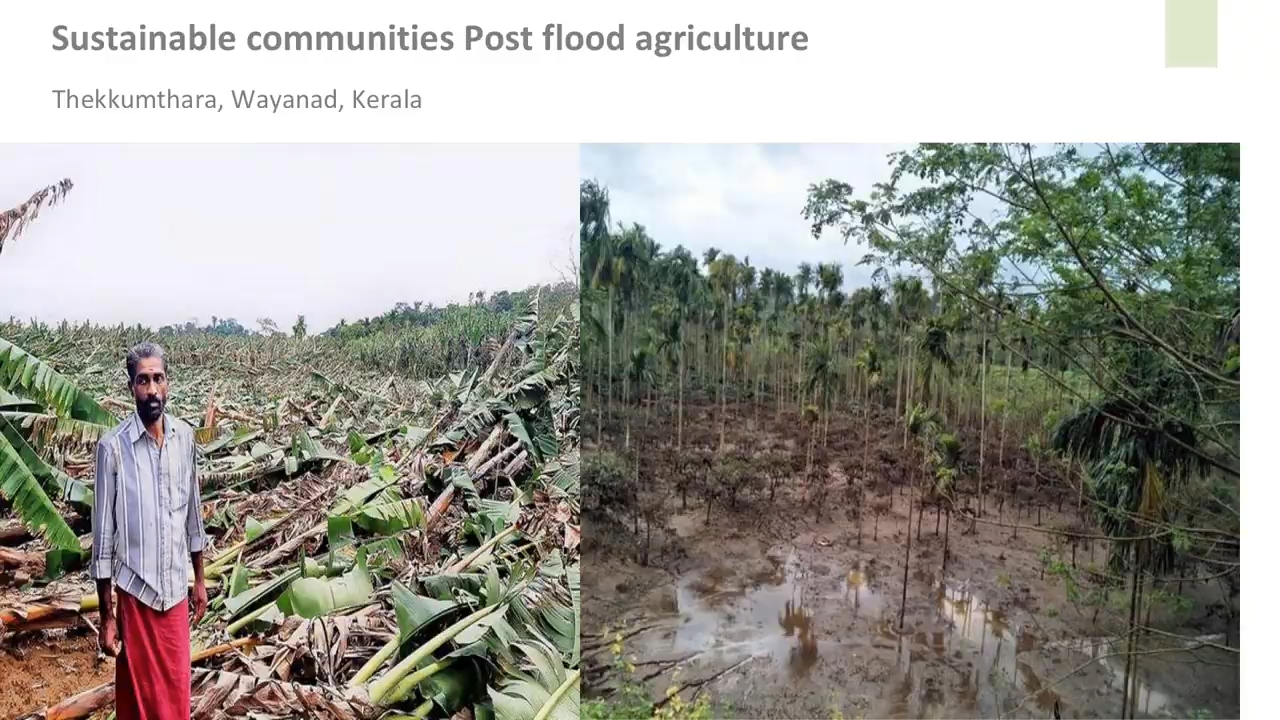 Sustainable communities Post flood agriculture
Thekkumthara, Wayanad, Kerala